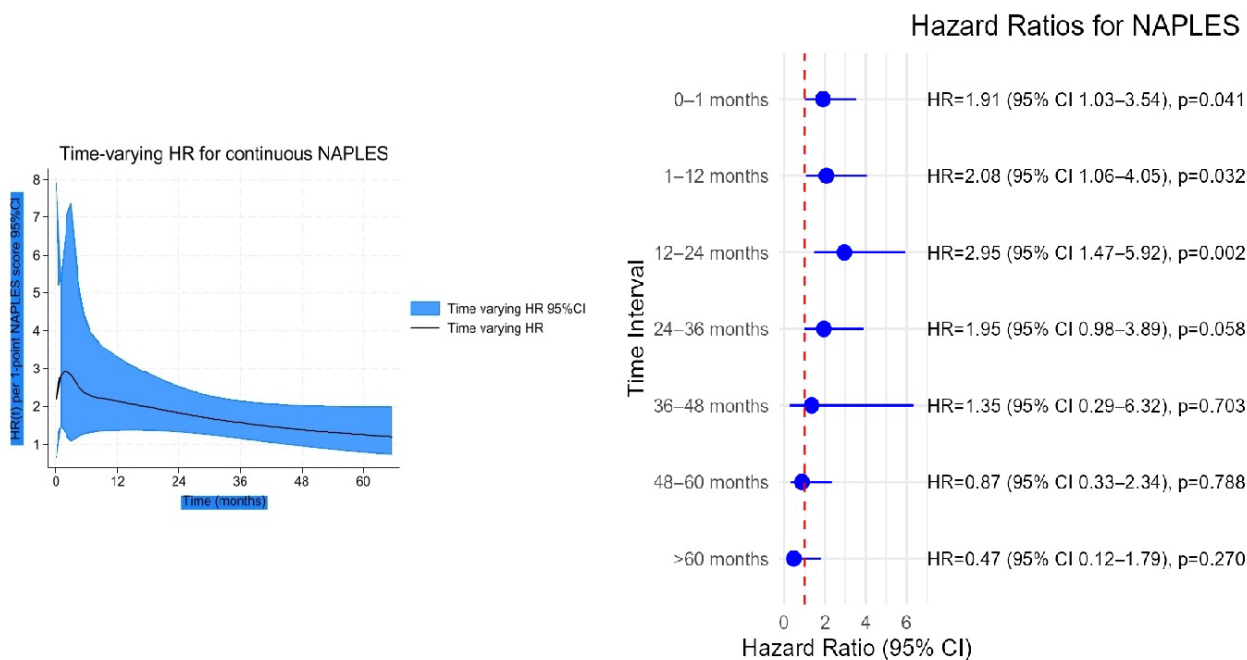 Time-varying HR for continuous NAPLES
HR(t) per 1-point NAPLES score 95%CI
8
7
6
5
4
3
2
1
0 12 24 36 48 60
Time (months)
Time varying HR 95%CI
Time varying HR
Hazard Ratios for NAPLES
Time Interval
0–1 months HR=1.91 (95% CI 1.03–3.54), p=0.041
1–12 months HR=2.08 (95% CI 1.06–4.05), p=0.032
12–24 months HR=2.95 (95% CI 1.47–5.92), p=0.002
24–36 months HR=1.95 (95% CI 0.98–3.89), p=0.058
36–48 months HR=1.35 (95% CI 0.29–6.32), p=0.703
48–60 months HR=0.87 (95% CI 0.33–2.34), p=0.788
>60 months HR=0.47 (95% CI 0.12–1.79), p=0.270
0 2 4 6
Hazard Ratio (95% CI)